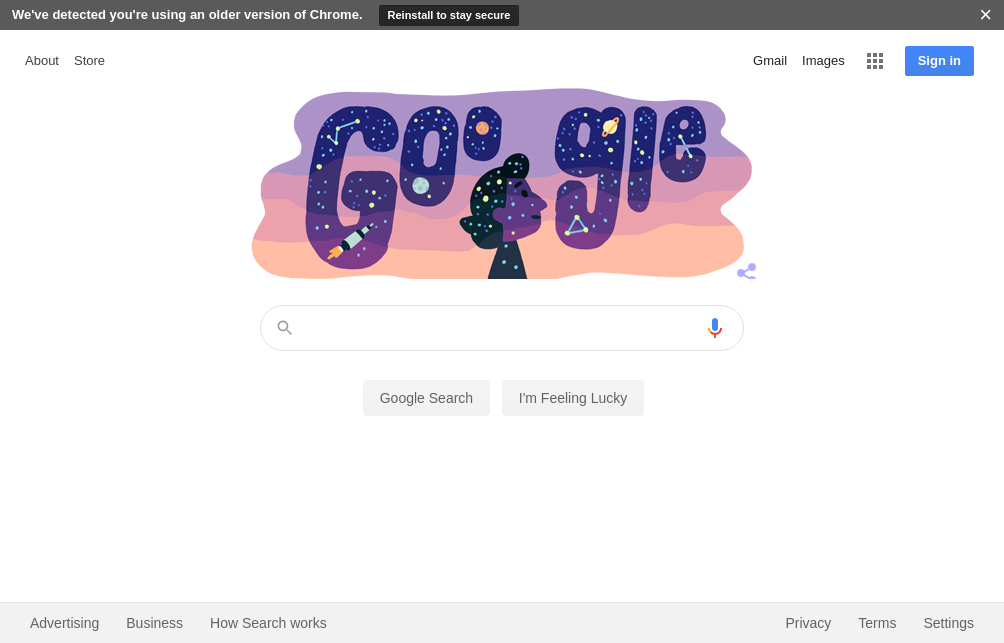 We've detected you're using an older version of Chrome. Reinstall to stay secure
About Store Gmail Images Sign in
Google Search I'm Feeling Lucky
Advertising Business How Search works Privacy Terms Settings